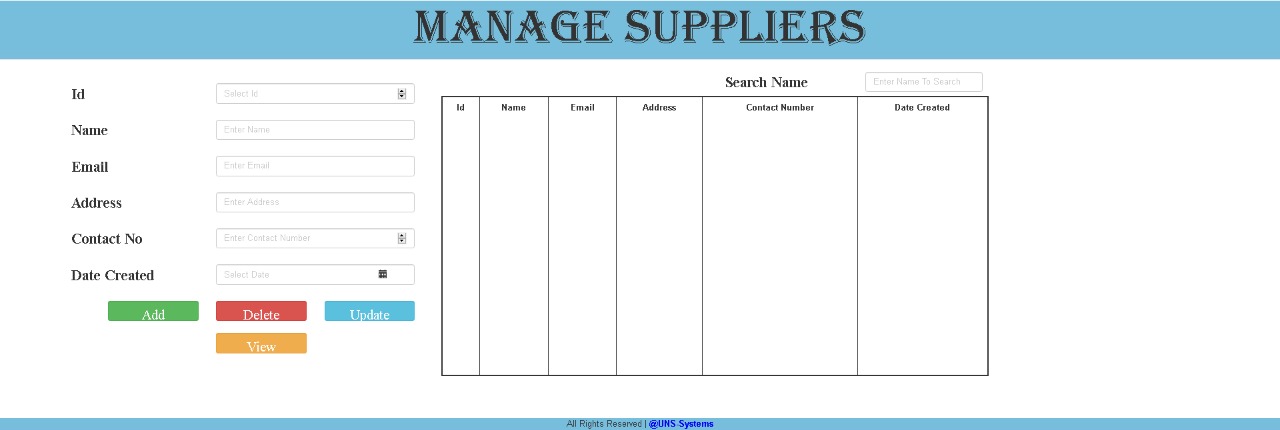 MANAGE SUPPLIERS
Search Name Enter Name To Search
Id Select Id
Name Enter Name
Email Enter Email
Address Enter Address
Contact No Enter Contact Number
Date Created Select Date
Add Delete Update
View
Id Name Email Address Contact Number Date Created
All Rights Reserved | @UNS-Systems